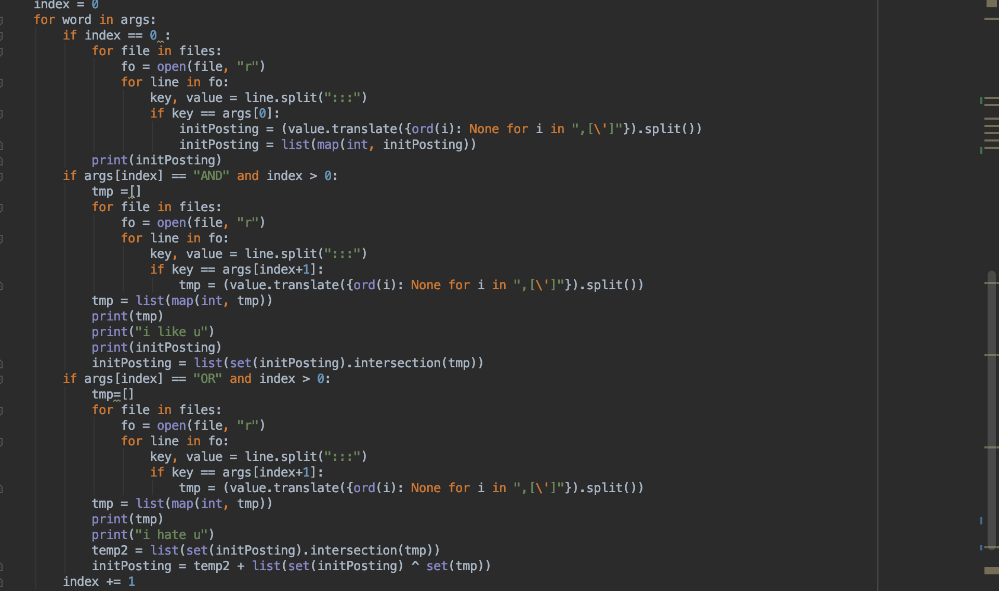 index = 0
for word in args:
    if index == 0 :
        for file in files:
            fo = open(file, "r")
            for line in fo:
                key, value = line.split(":::")
                if key == args[0]:
                    initPosting = (value.translate({ord(i): None for i in ",[\']"}).split())
                    initPosting = list(map(int, initPosting))
        print(initPosting)
    if args[index] == "AND" and index > 0:
        tmp =[]
        for file in files:
            fo = open(file, "r")
            for line in fo:
                key, value = line.split(":::")
                if key == args[index+1]:
                    tmp = (value.translate({ord(i): None for i in ",[\']"}).split())
        tmp = list(map(int, tmp))
        print(tmp)
        print("i like u")
        print(initPosting)
        initPosting = list(set(initPosting).intersection(tmp))
    if args[index] == "OR" and index > 0:
        tmp=[]
        for file in files:
            fo = open(file, "r")
            for line in fo:
                key, value = line.split(":::")
                if key == args[index+1]:
                    tmp = (value.translate({ord(i): None for i in ",[\']"}).split())
        tmp = list(map(int, tmp))
        print(tmp)
        print("i hate u")
        temp2 = list(set(initPosting).intersection(tmp))
        initPosting = temp2 + list(set(initPosting) ^ set(tmp))
    index += 1